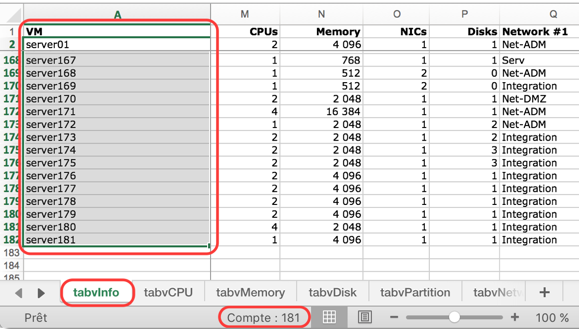 A M N O P Q
1 VM CPUs Memory NICs Disks Network #1
2 server01 2 4 096 1 1 Net-ADM
168 server167 1 768 1 1 Serv
169 server168 1 512 2 0 Net-ADM
170 server169 1 512 2 0 Integration
171 server170 2 2 048 1 1 Net-DMZ
172 server171 4 16 384 1 1 Net-ADM
173 server172 1 2 048 1 2 Net-ADM
174 server173 2 2 048 1 2 Integration
175 server174 2 2 048 1 3 Integration
176 server175 2 2 048 1 3 Integration
177 server176 2 4 096 1 1 Integration
178 server177 2 4 096 1 1 Integration
179 server178 2 4 096 1 1 Integration
180 server179 2 4 096 1 1 Integration
181 server180 4 2 048 1 1 Integration
182 server181 1 4 096 1 1 Integration
183
184
tabvInfo tabvCPU tabvMemory tabvDisk tabvPartition tabvNetw +
Prêt Compte : 181 100 %